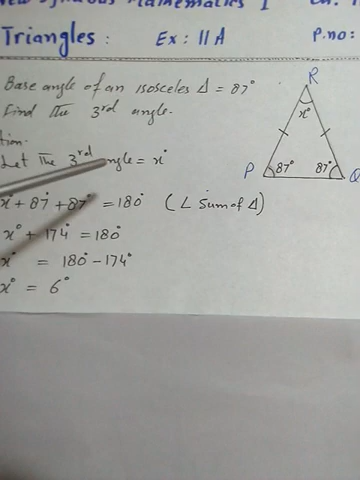 Triangles: Ex: 11A P.no:
Base angle of an isosceles Δ = 87°
Find the 3rd angle.
Let the 3rd angle = x°
x° + 87° + 87° = 180° (∠ Sum of Δ)
x° + 174° = 180°
x° = 180° - 174°
x° = 6°
R
x°
P 87° 87° Q